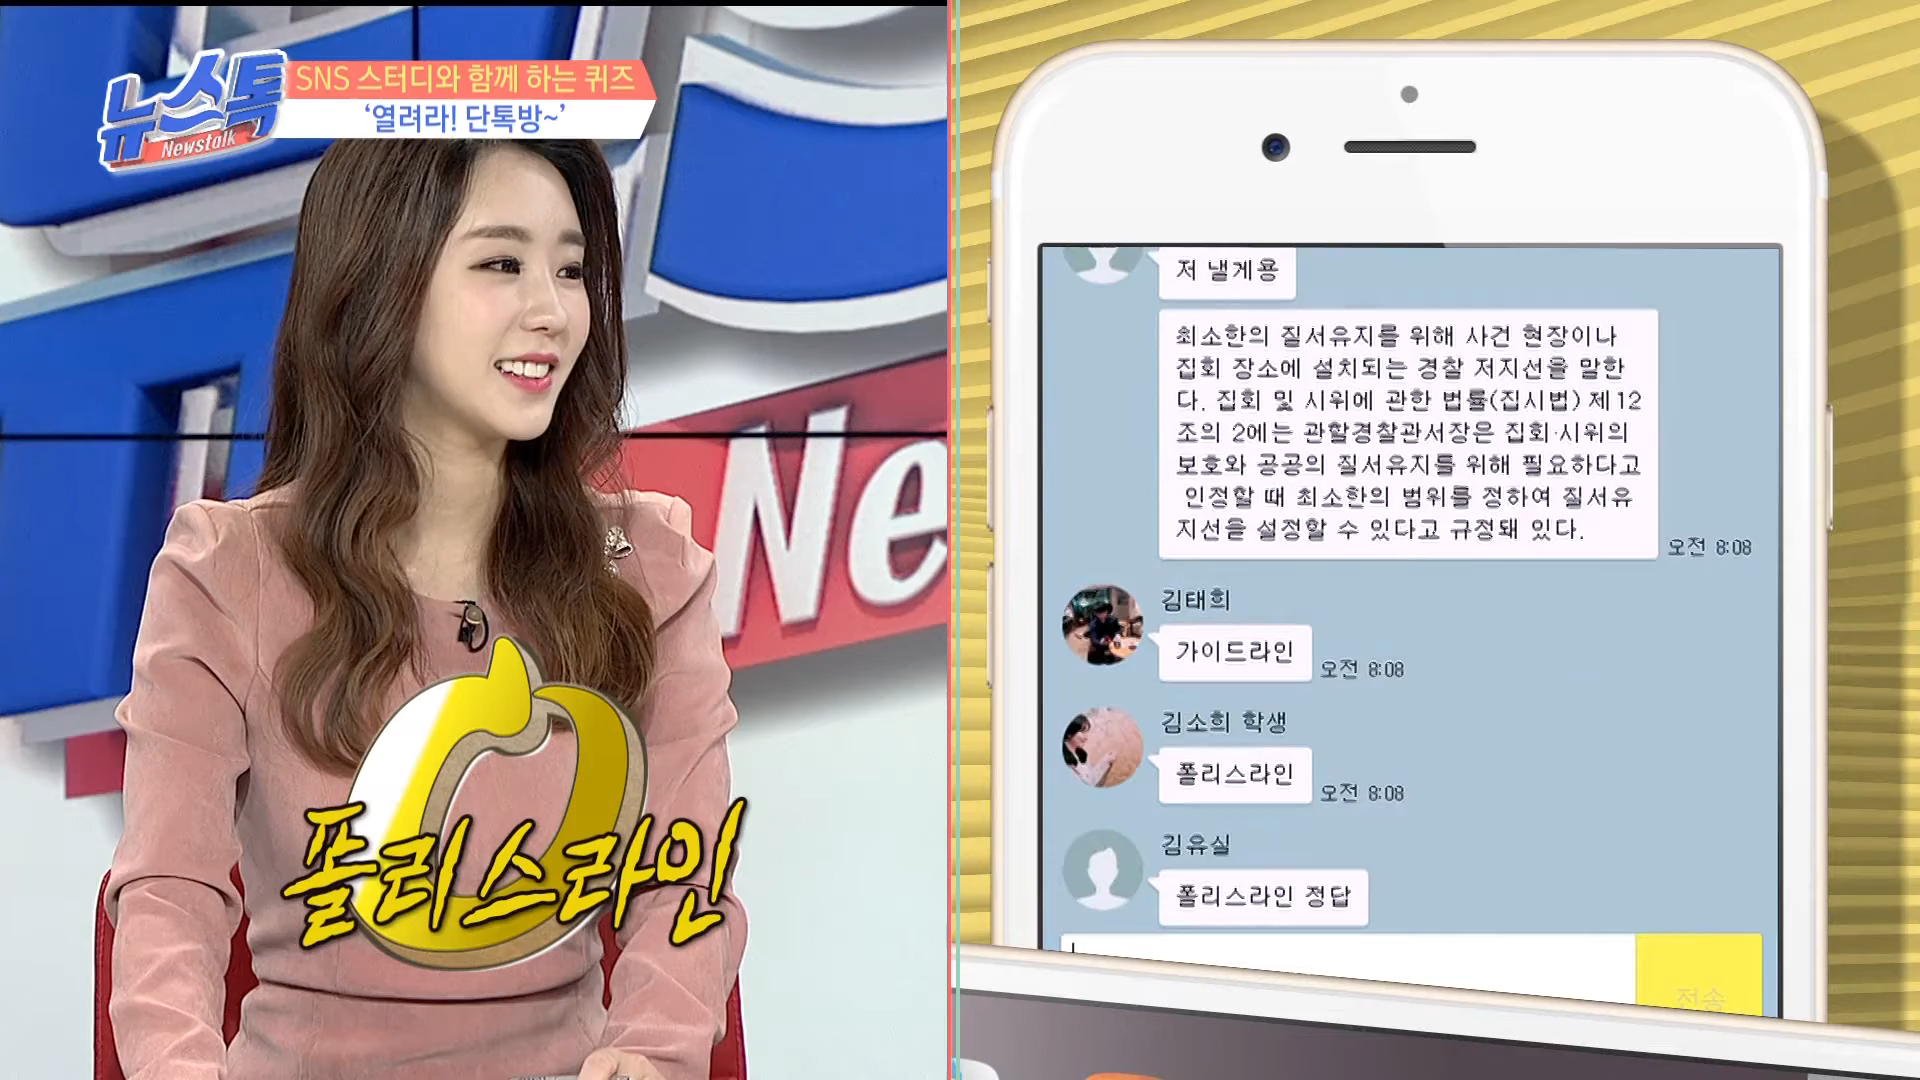 뉴스톡
Newstalk
SNS 스터디와 함께 하는 퀴즈
‘열려라! 단톡방~’
Ne
폴리스라인
저 낼게용
최소한의 질서유지를 위해 사건 현장이나
집회 장소에 설치되는 경찰 저지선을 말한
다. 집회 및 시위에 관한 법률(집시법) 제12
조의 2에는 관할경찰관서장은 집회·시위의
보호와 공공의 질서유지를 위해 필요하다고
인정할 때 최소한의 범위를 정하여 질서유
지선을 설정할 수 있다고 규정돼 있다.
오전 8:08
김태희
가이드라인
오전 8:08
김소희 학생
폴리스라인
오전 8:08
김유실
폴리스라인 정답
전송